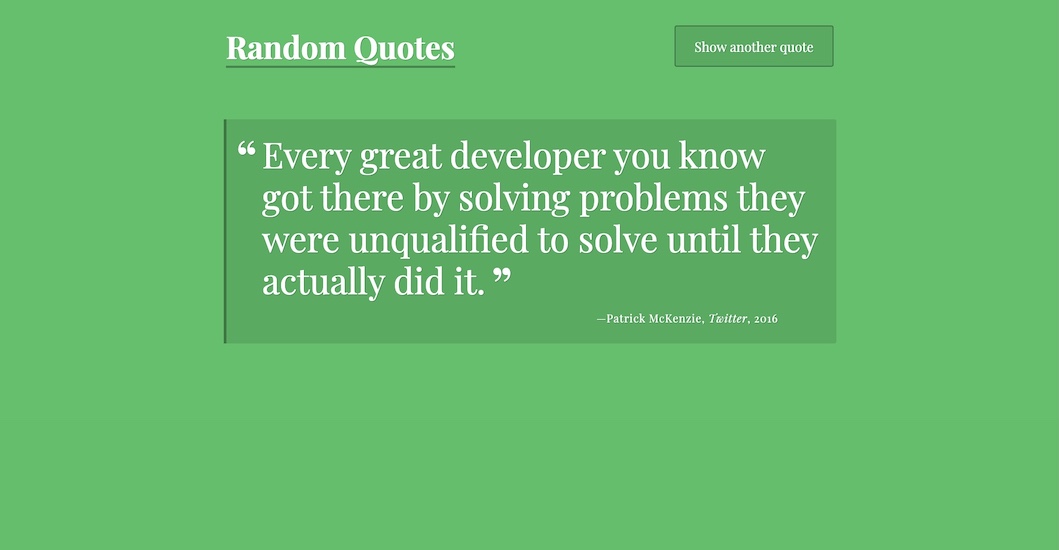 Random Quotes
Show another quote
“ Every great developer you know
got there by solving problems they
were unqualified to solve until they
actually did it. ”
—Patrick McKenzie, Twitter, 2016